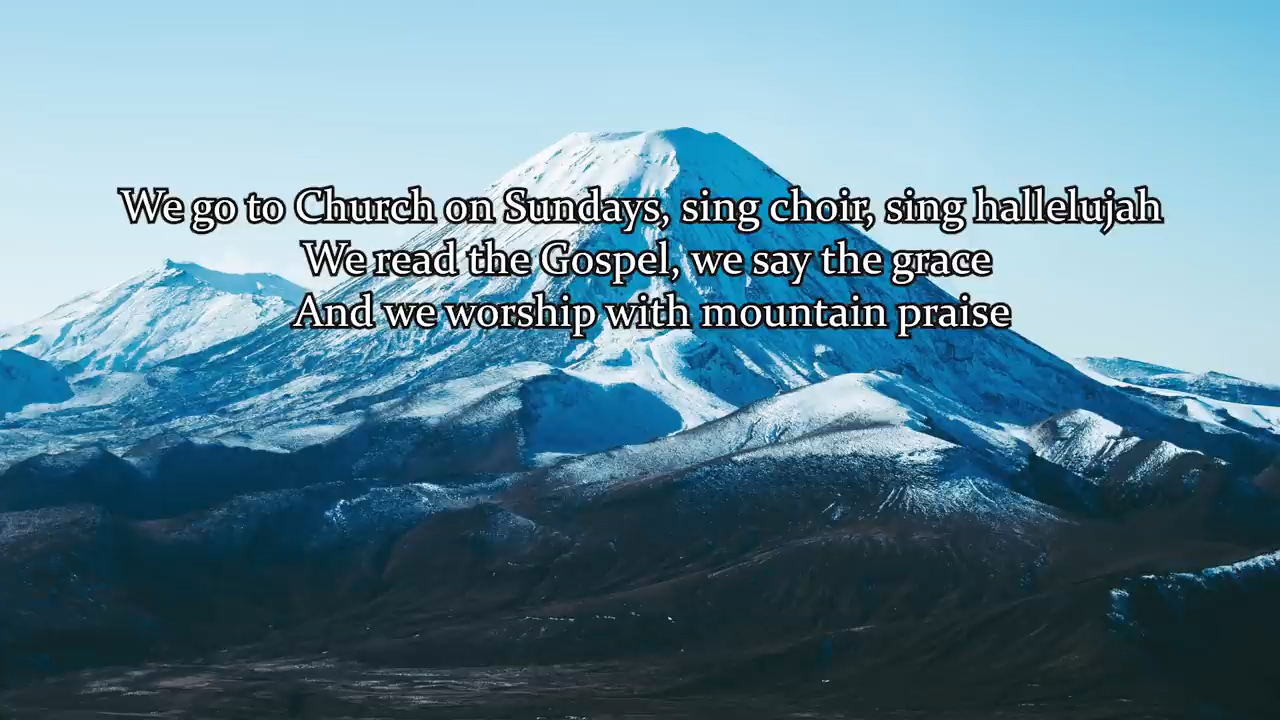 We go to Church on Sundays, sing choir, sing hallelujah
We read the Gospel, we say the grace
And we worship with mountain praise